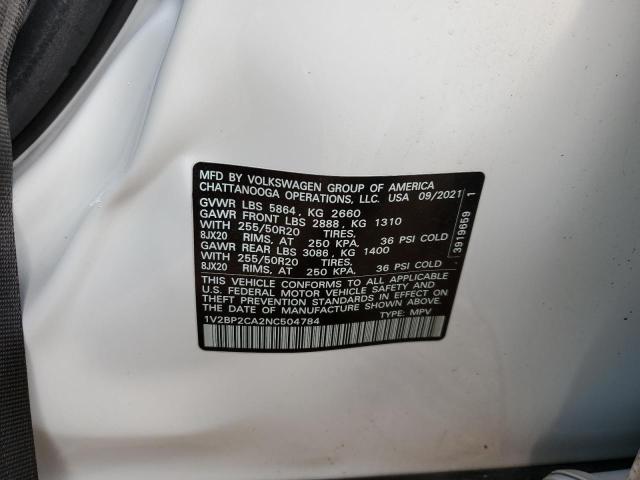 MFD BY VOLKSWAGEN GROUP OF AMERICA
CHATTANOOGA OPERATIONS, LLC. USA 09/2021
GVWR LBS 5864, KG 2660
GAWR FRONT LBS 2888, KG 1310
WITH 255/50R20 TIRES,
8JX20 RIMS, AT 250 KPA, 36 PSI COLD
GAWR REAR LBS 3086, KG 1400
WITH 255/50R20 TIRES,
8JX20 RIMS, AT 250 KPA, 36 PSI COLD
THIS VEHICLE CONFORMS TO ALL APPLICABLE
U.S. FEDERAL MOTOR VEHICLE SAFETY AND
THEFT PREVENTION STANDARDS IN EFFECT ON
THE DATE OF MANUFACTURE SHOWN ABOVE.
1V2BP2CA2NC504784 TYPE: MPV
3919659 1